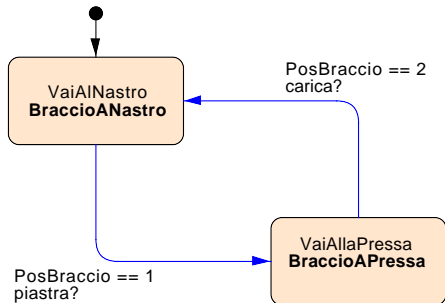 VaiAlNastro
BraccioANastro
PosBraccio == 2
carica?
VaiAllaPressa
BraccioAPressa
PosBraccio == 1
piastra?